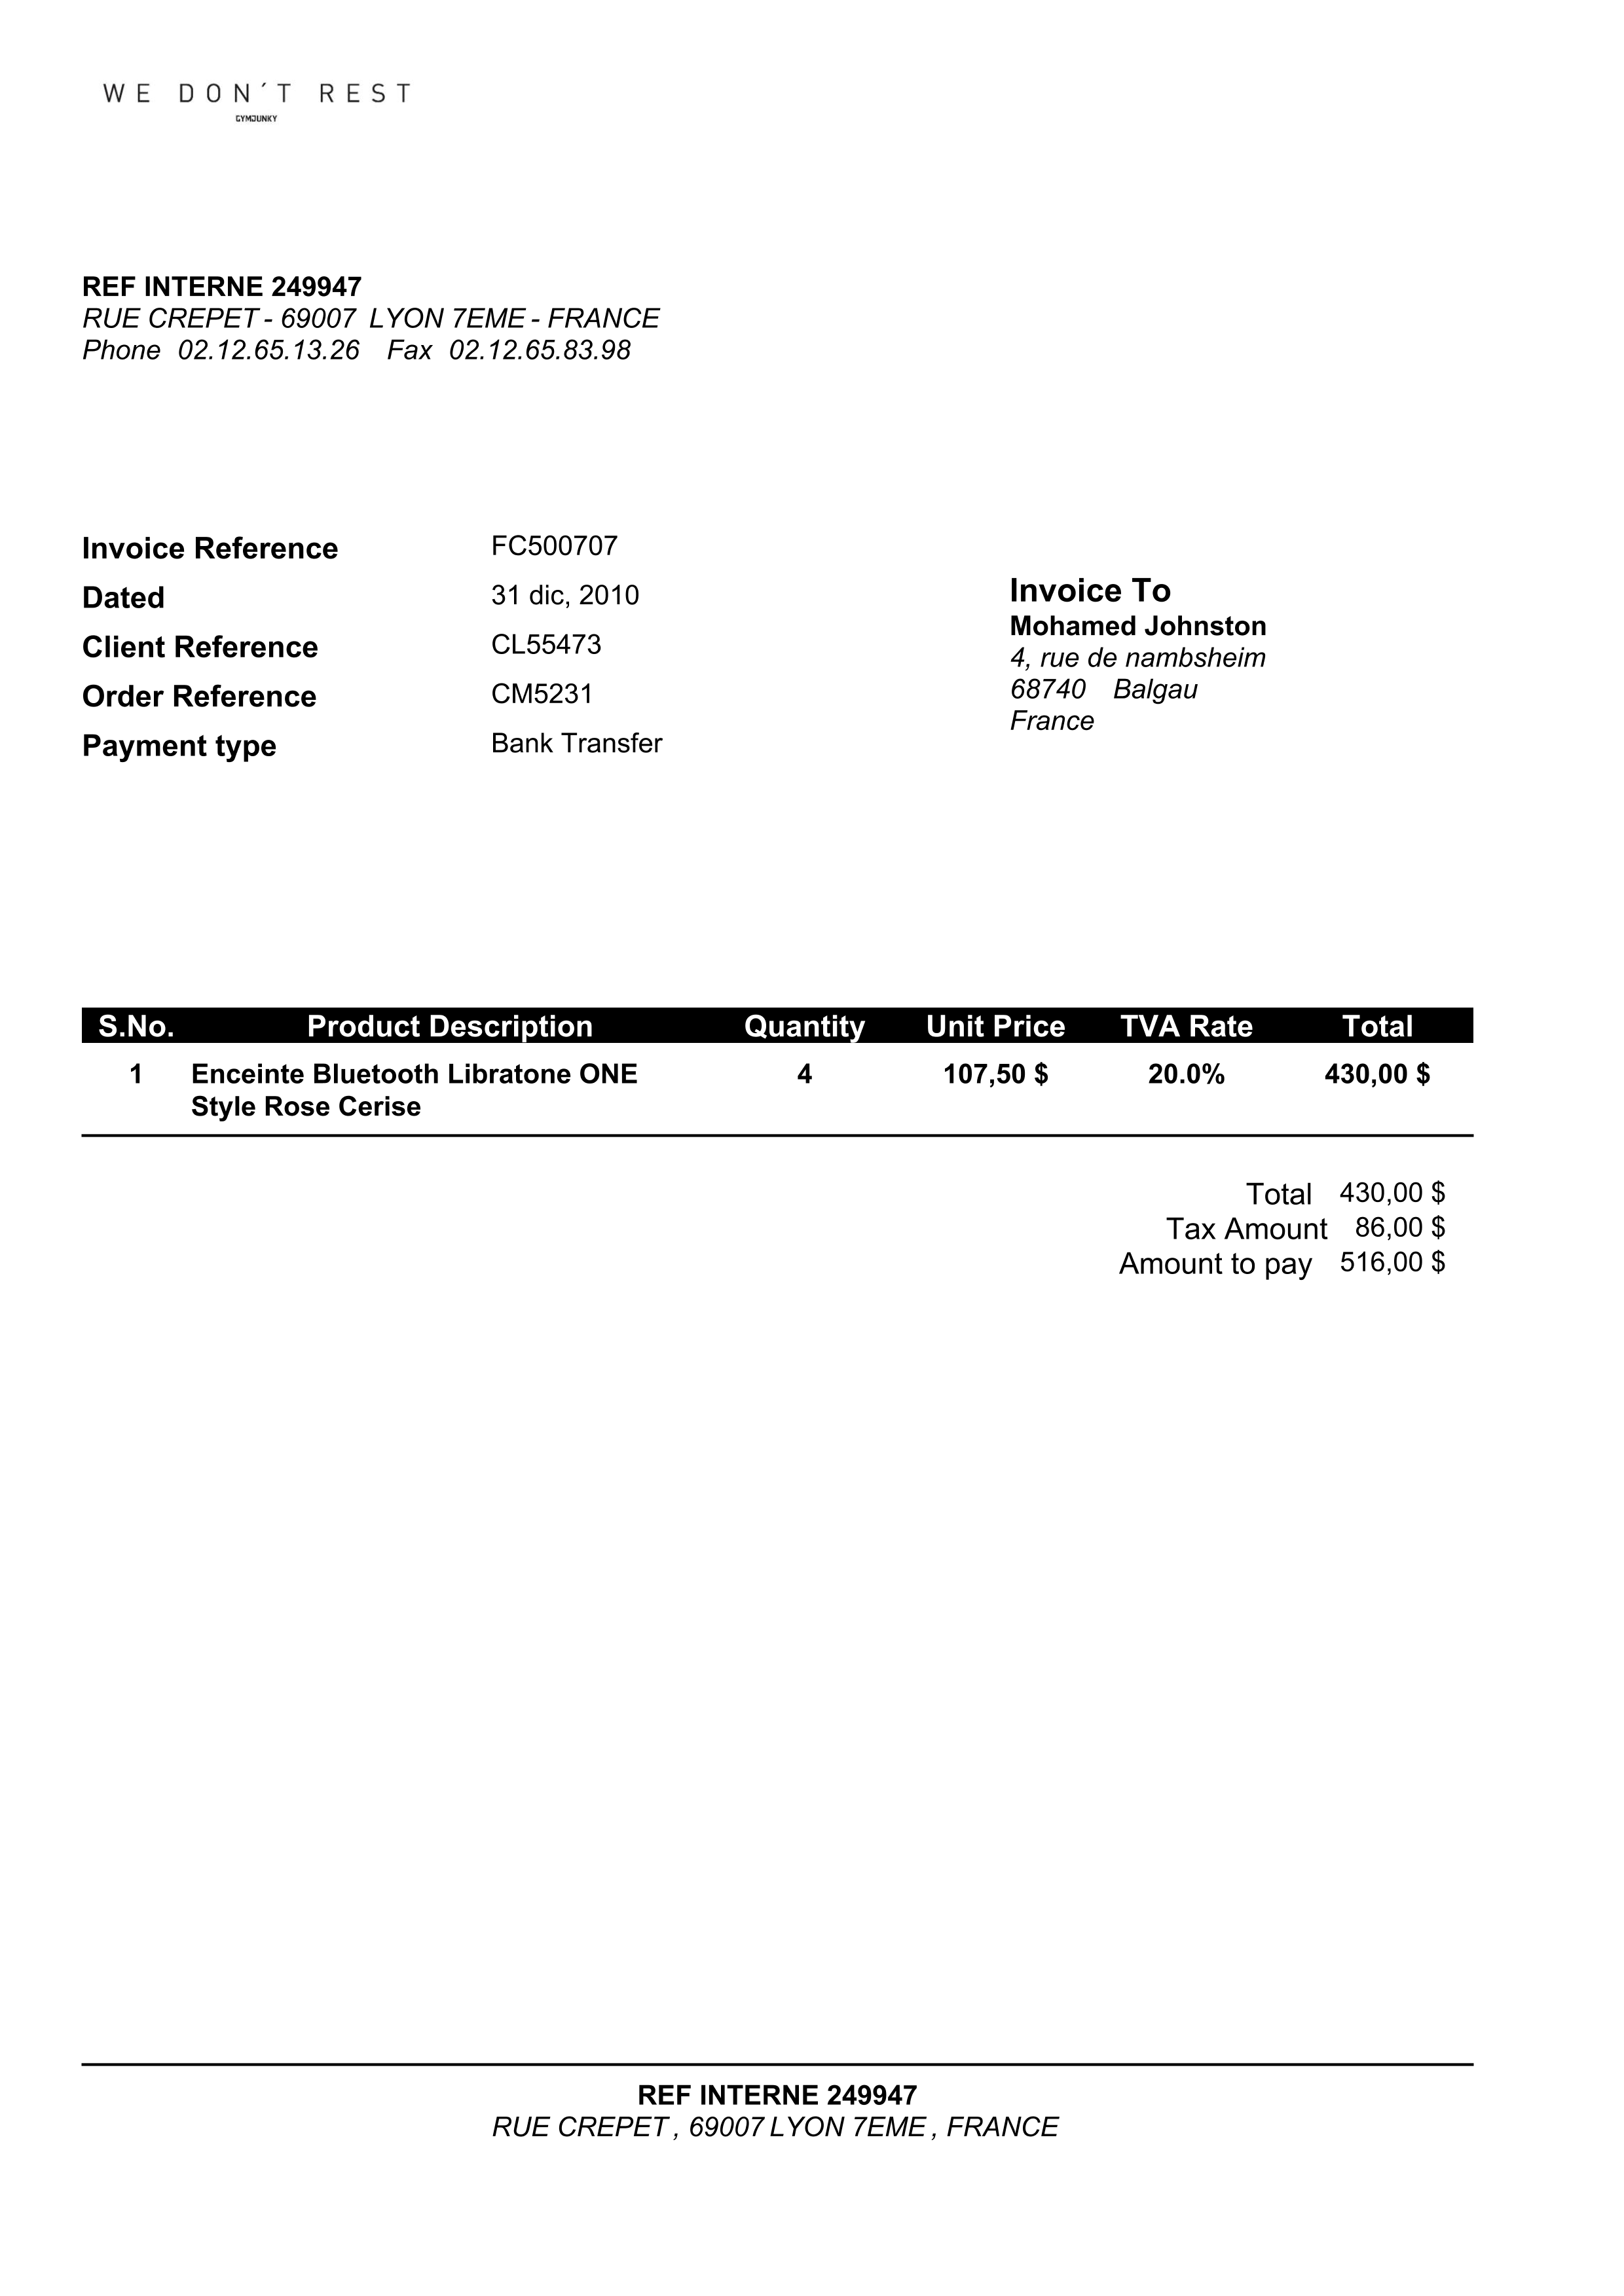 WE DON´T REST
GYMJUNKY
REF INTERNE 249947
RUE CREPET - 69007 LYON 7EME - FRANCE
Phone 02.12.65.13.26 Fax 02.12.65.83.98
Invoice Reference FC500707
Dated 31 dic, 2010
Client Reference CL55473
Order Reference CM5231
Payment type Bank Transfer
Invoice To
Mohamed Johnston
4, rue de nambsheim
68740 Balgau
France
S.No. Product Description Quantity Unit Price TVA Rate Total
1 Enceinte Bluetooth Libratone ONE 4 107,50 $ 20.0% 430,00 $
Style Rose Cerise
Total 430,00 $
Tax Amount 86,00 $
Amount to pay 516,00 $
REF INTERNE 249947
RUE CREPET , 69007 LYON 7EME , FRANCE